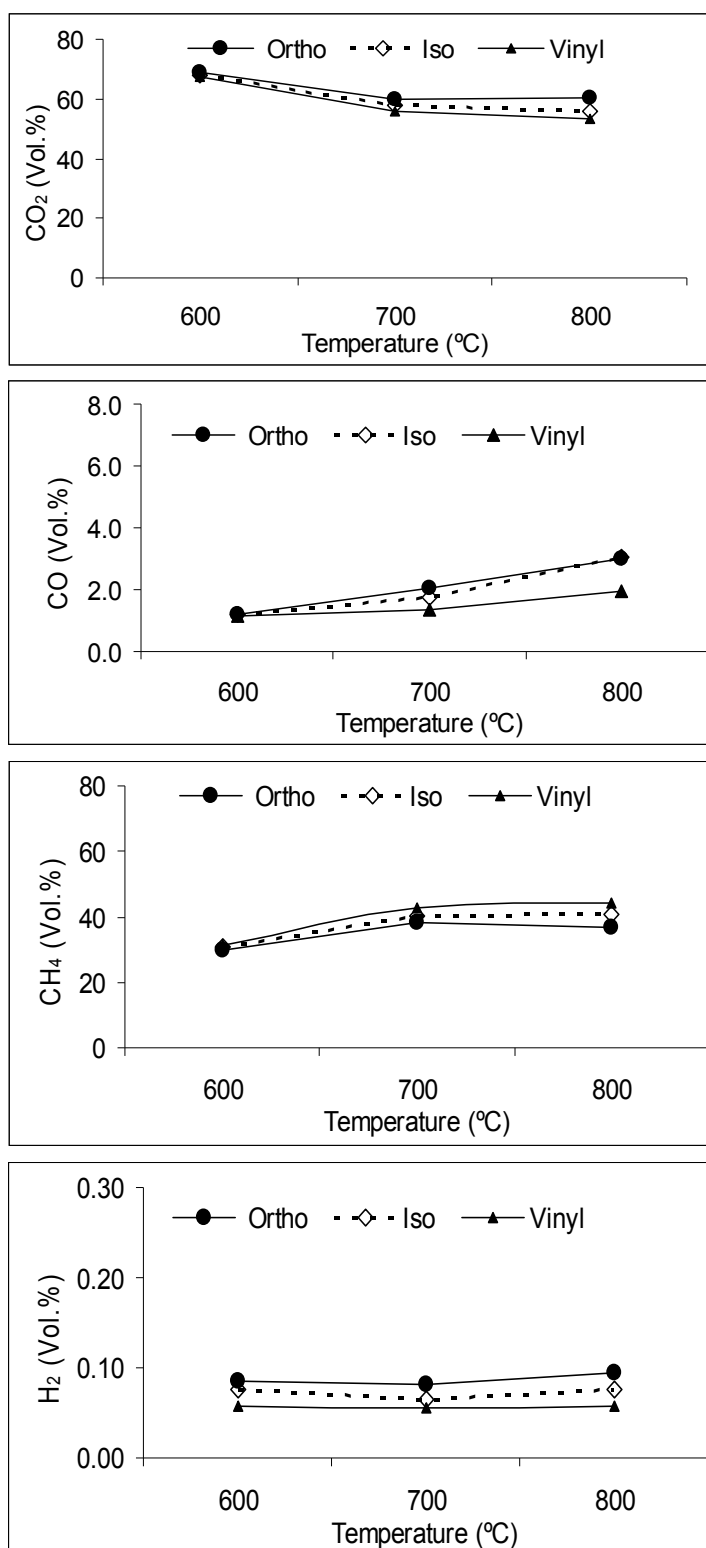 80
60
40
20
0
CO₂ (Vol.%)
Ortho Iso Vinyl
600 700 800
Temperature (ºC)
8.0
6.0
4.0
2.0
0.0
CO (Vol.%)
Ortho Iso Vinyl
600 700 800
Temperature (ºC)
80
60
40
20
0
CH₄ (Vol.%)
Ortho Iso Vinyl
600 700 800
Temperature (ºC)
0.30
0.20
0.10
0.00
H₂ (Vol.%)
Ortho Iso Vinyl
600 700 800
Temperature (ºC)